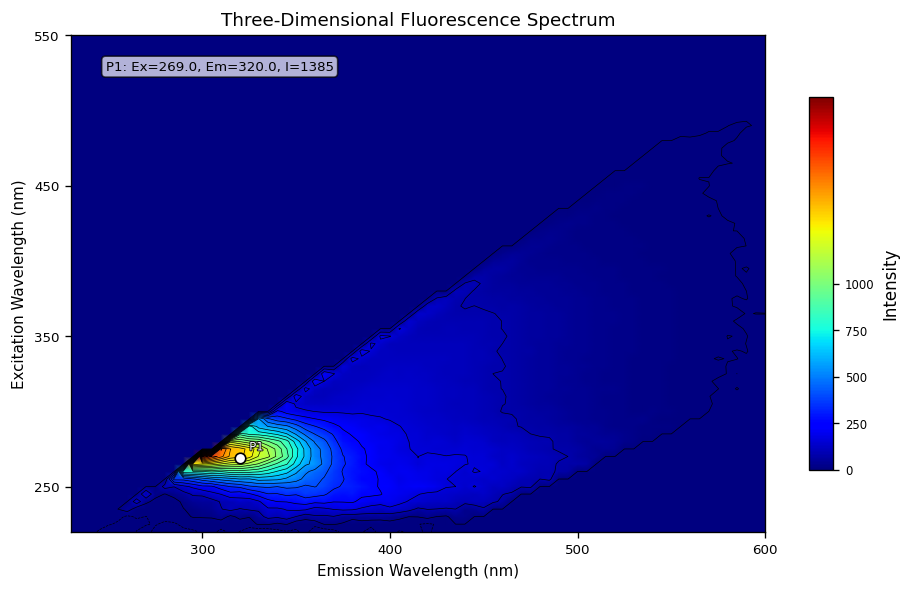 Three-Dimensional Fluorescence Spectrum
P1: Ex=269.0, Em=320.0, I=1385
P1
550
450
350
250
Excitation Wavelength (nm)
300
400
500
600
Emission Wavelength (nm)
1000
750
500
250
0
Intensity